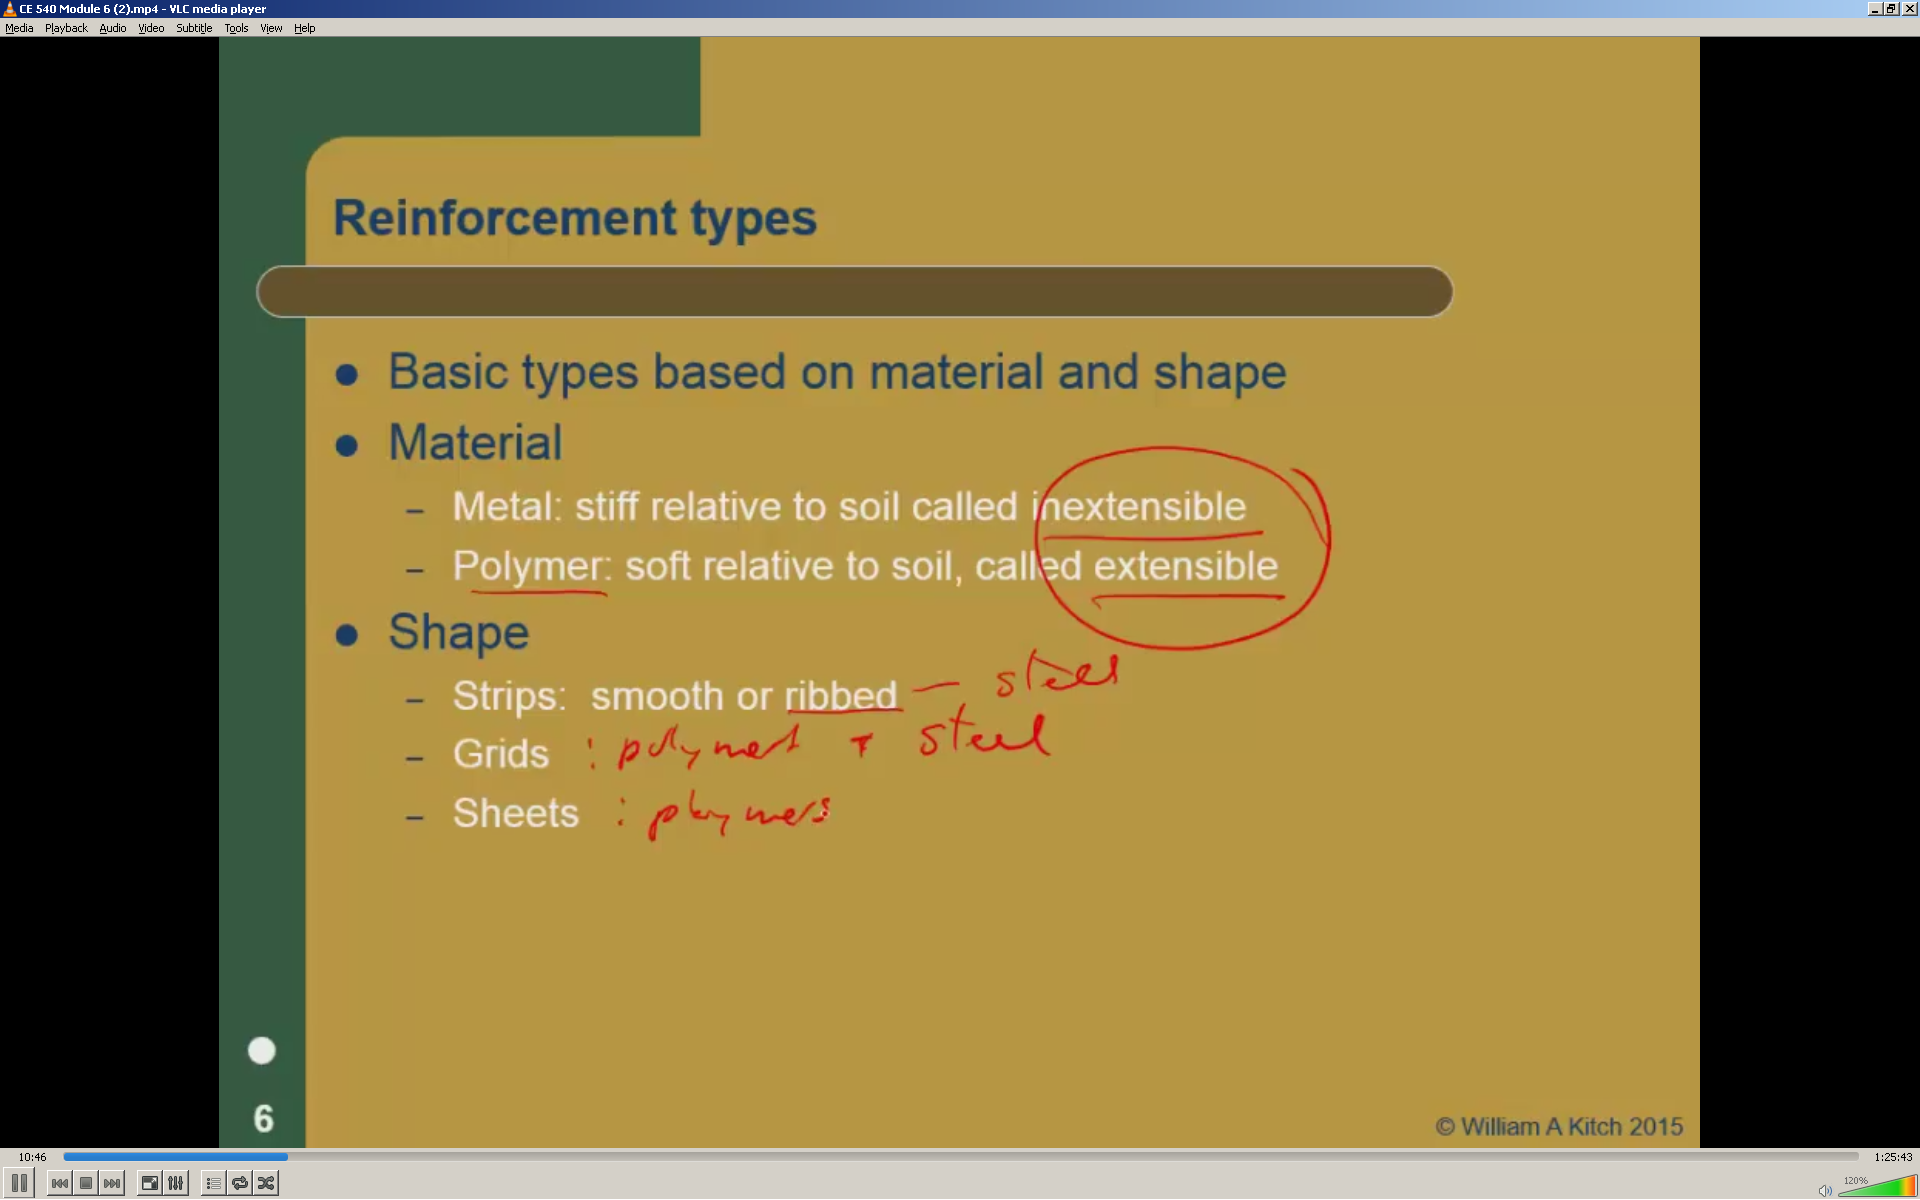 CE 540 Module 6 (2).mp4 - VLC media player
Media Playback Audio Video Subtitle Tools View Help
Reinforcement types
Basic types based on material and shape
Material
– Metal: stiff relative to soil called inextensible
– Polymer: soft relative to soil, called extensible
Shape
– Strips: smooth or ribbed — steel
– Grids : polymers + steel
– Sheets : polymers
6
© William A Kitch 2015
10:46 1:25:43
120%